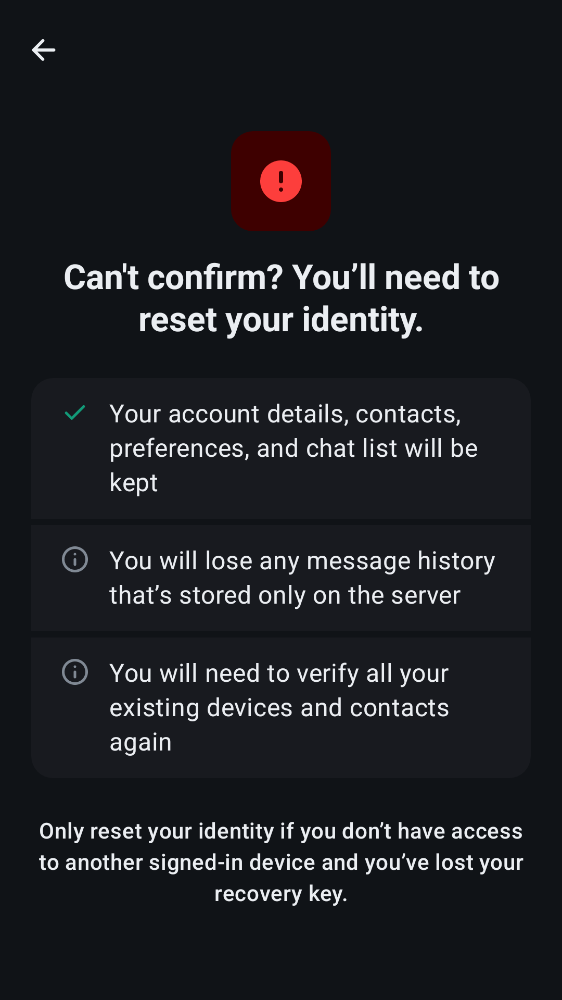 Can't confirm? You’ll need to
reset your identity.
Your account details, contacts,
preferences, and chat list will be
kept
You will lose any message history
that’s stored only on the server
You will need to verify all your
existing devices and contacts
again
Only reset your identity if you don’t have access
to another signed-in device and you’ve lost your
recovery key.